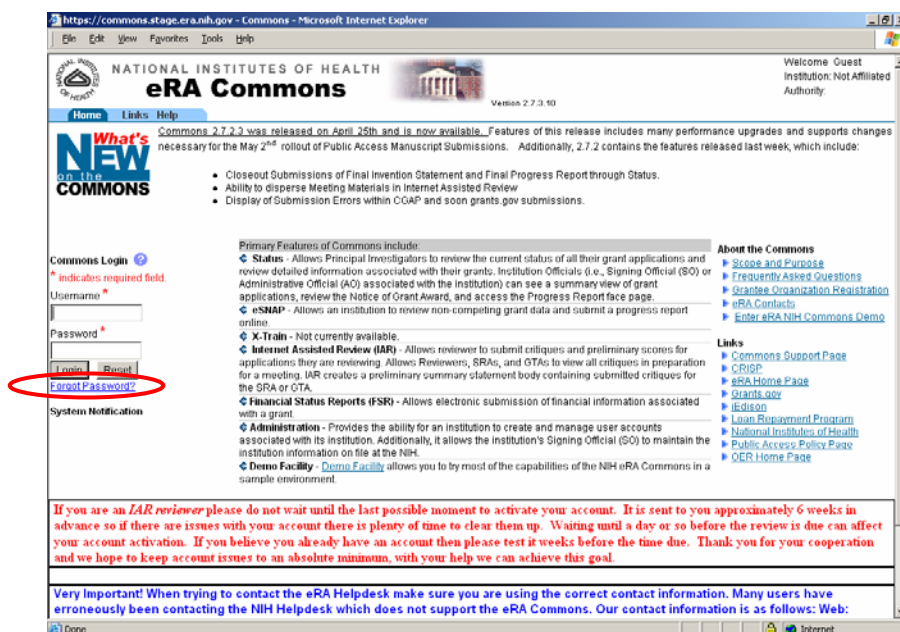 https://commons.stage.era.nih.gov - Commons - Microsoft Internet Explorer
File Edit View Favorites Tools Help
NATIONAL INSTITUTES OF HEALTH
eRA Commons
Version 2.7.3.10
Welcome Guest
Institution: Not Affiliated
Authority:
Home Links Help
What's
NEW
on the
COMMONS
Commons 2.7.2.3 was released on April 25th and is now available. Features of this release includes many performance upgrades and supports changes
necessary for the May 2nd rollout of Public Access Manuscript Submissions. Additionally, 2.7.2 contains the features released last week, which include:
• Closeout Submissions of Final Invention Statement and Final Progress Report through Status.
• Ability to disperse Meeting Materials in Internet Assisted Review
• Display of Submission Errors within CGAP and soon grants.gov submissions.
Commons Login
* indicates required field.
Username *
Password *
Login Reset
Forgot Password?
System Notification
Primary Features of Commons include:
Status - Allows Principal Investigators to review the current status of all their grant applications and
review detailed information associated with their grants. Institution Officials (i.e., Signing Official (SO) or
Administrative Official (AO) associated with the institution) can see a summary view of grant
applications, review the Notice of Grant Award, and access the Progress Report face page.
eSNAP - Allows an institution to review non-competing grant data and submit a progress report
online.
X-Train - Not currently available.
Internet Assisted Review (IAR) - Allows reviewer to submit critiques and preliminary scores for
applications they are reviewing. Allows Reviewers, SRAs, and GTAs to view all critiques in preparation
for a meeting. IAR creates a preliminary summary statement body containing submitted critiques for
the SRA or GTA.
Financial Status Reports (FSR) - Allows electronic submission of financial information associated
with a grant.
Administration - Provides the ability for an institution to create and manage user accounts
associated with its institution. Additionally, it allows the institution's Signing Official (SO) to maintain the
institution information on file at the NIH.
Demo Facility - Demo Facility allows you to try most of the capabilities of the NIH eRA Commons in a
sample environment.
About the Commons
Scope and Purpose
Frequently Asked Questions
Grantee Organization Registration
eRA Contacts
Enter eRA NIH Commons Demo
Links
Commons Support Page
CRISP
eRA Home Page
Grants.gov
iEdison
Loan Repayment Program
National Institutes of Health
Public Access Policy Page
OER Home Page
If you are an IAR reviewer please do not wait until the last possible moment to activate your account. It is sent to you approximately 6 weeks in
advance so if there are issues with your account there is plenty of time to clear them up. Waiting until a day or so before the review is due can affect
your account activation. If you believe you already have an account then please test it weeks before the time due. Thank you for your cooperation
and we hope to keep account issues to an absolute minimum, with your help we can achieve this goal.
Very Important! When trying to contact the eRA Helpdesk make sure you are using the correct contact information. Many users have
erroneously been contacting the NIH Helpdesk which does not support the eRA Commons. Our contact information is as follows: Web:
Done
Internet